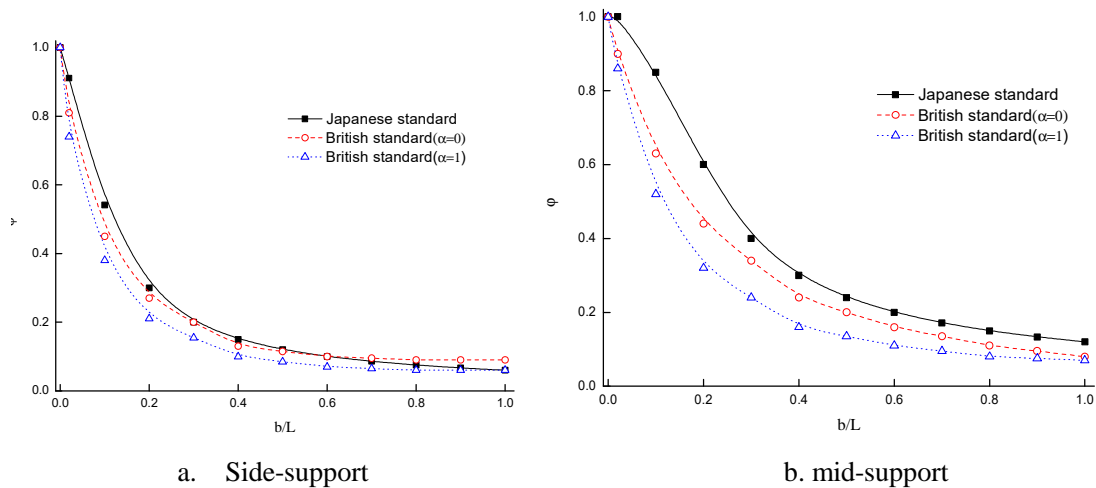 1.0
0.8
0.6
0.4
0.2
0.0
0.0 0.2 0.4 0.6 0.8 1.0
b/L
Japanese standard
British standard(α=0)
British standard(α=1)
a. Side-support
1.0
0.8
0.6
0.4
0.2
0.0
φ
0.0 0.2 0.4 0.6 0.8 1.0
b/L
Japanese standard
British standard(α=0)
British standard(α=1)
b. mid-support